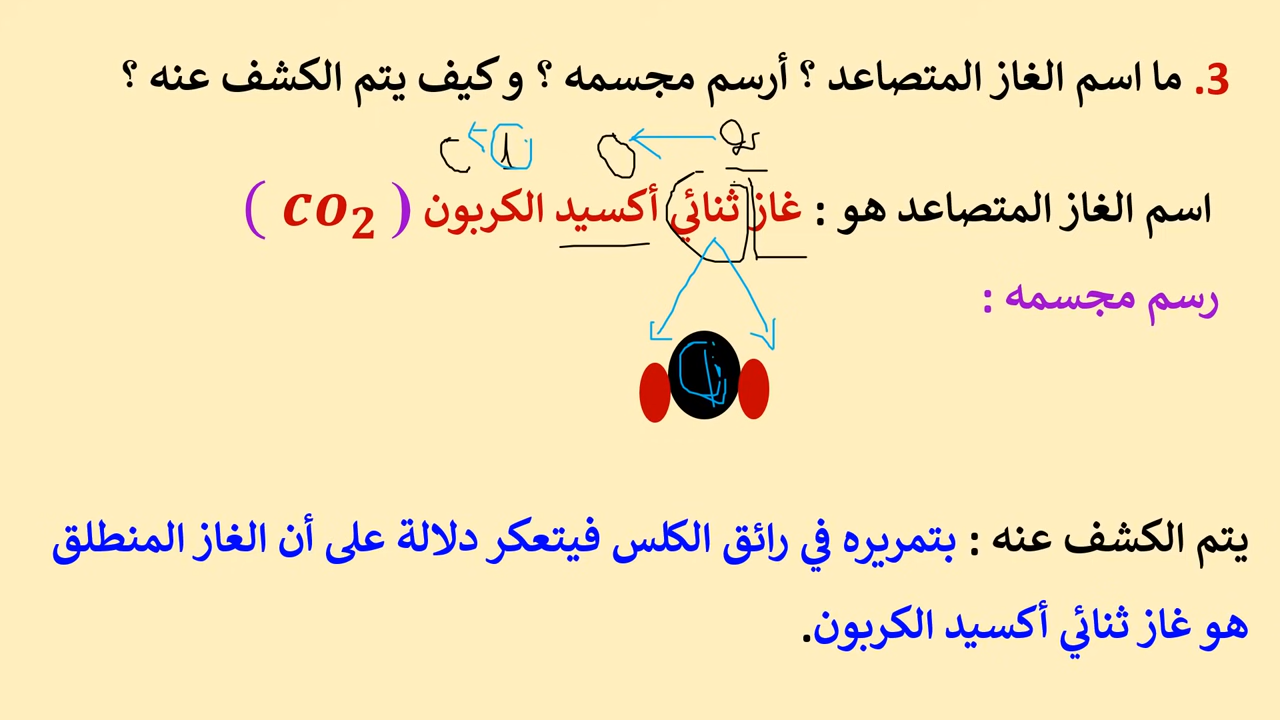 3. ما اسم الغاز المتصاعد ؟ أرسم مجسمه ؟ وكيف يتم الكشف عنه ؟
اسم الغاز المتصاعد هو : غاز ثنائي أكسيد الكربون ( CO₂ )
رسم مجسمه :
يتم الكشف عنه : بتمريره في رائق الكلس فيتعكر دلالة على أن الغاز المنطلق
هو غاز ثنائي أكسيد الكربون.